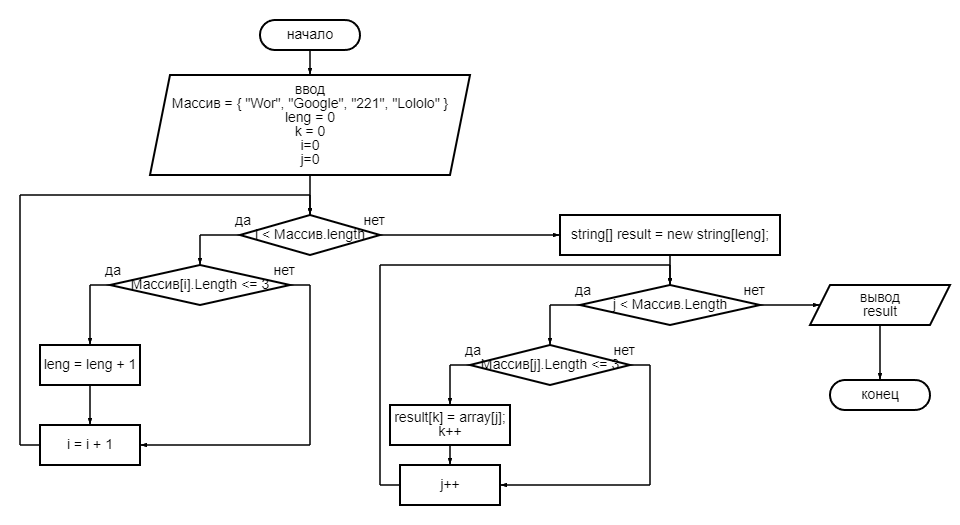 начало
ввод
Массив = { "Wor", "Google", "221", "Lololo" }
leng = 0
k = 0
i=0
j=0
да
нет
i < Массив.length
да
нет
Массив[i].Length <= 3
leng = leng + 1
i = i + 1
string[] result = new string[leng];
да
нет
j < Массив.Length
да
нет
Массив[j].Length <= 3
result[k] = array[j];
k++
j++
вывод
result
конец